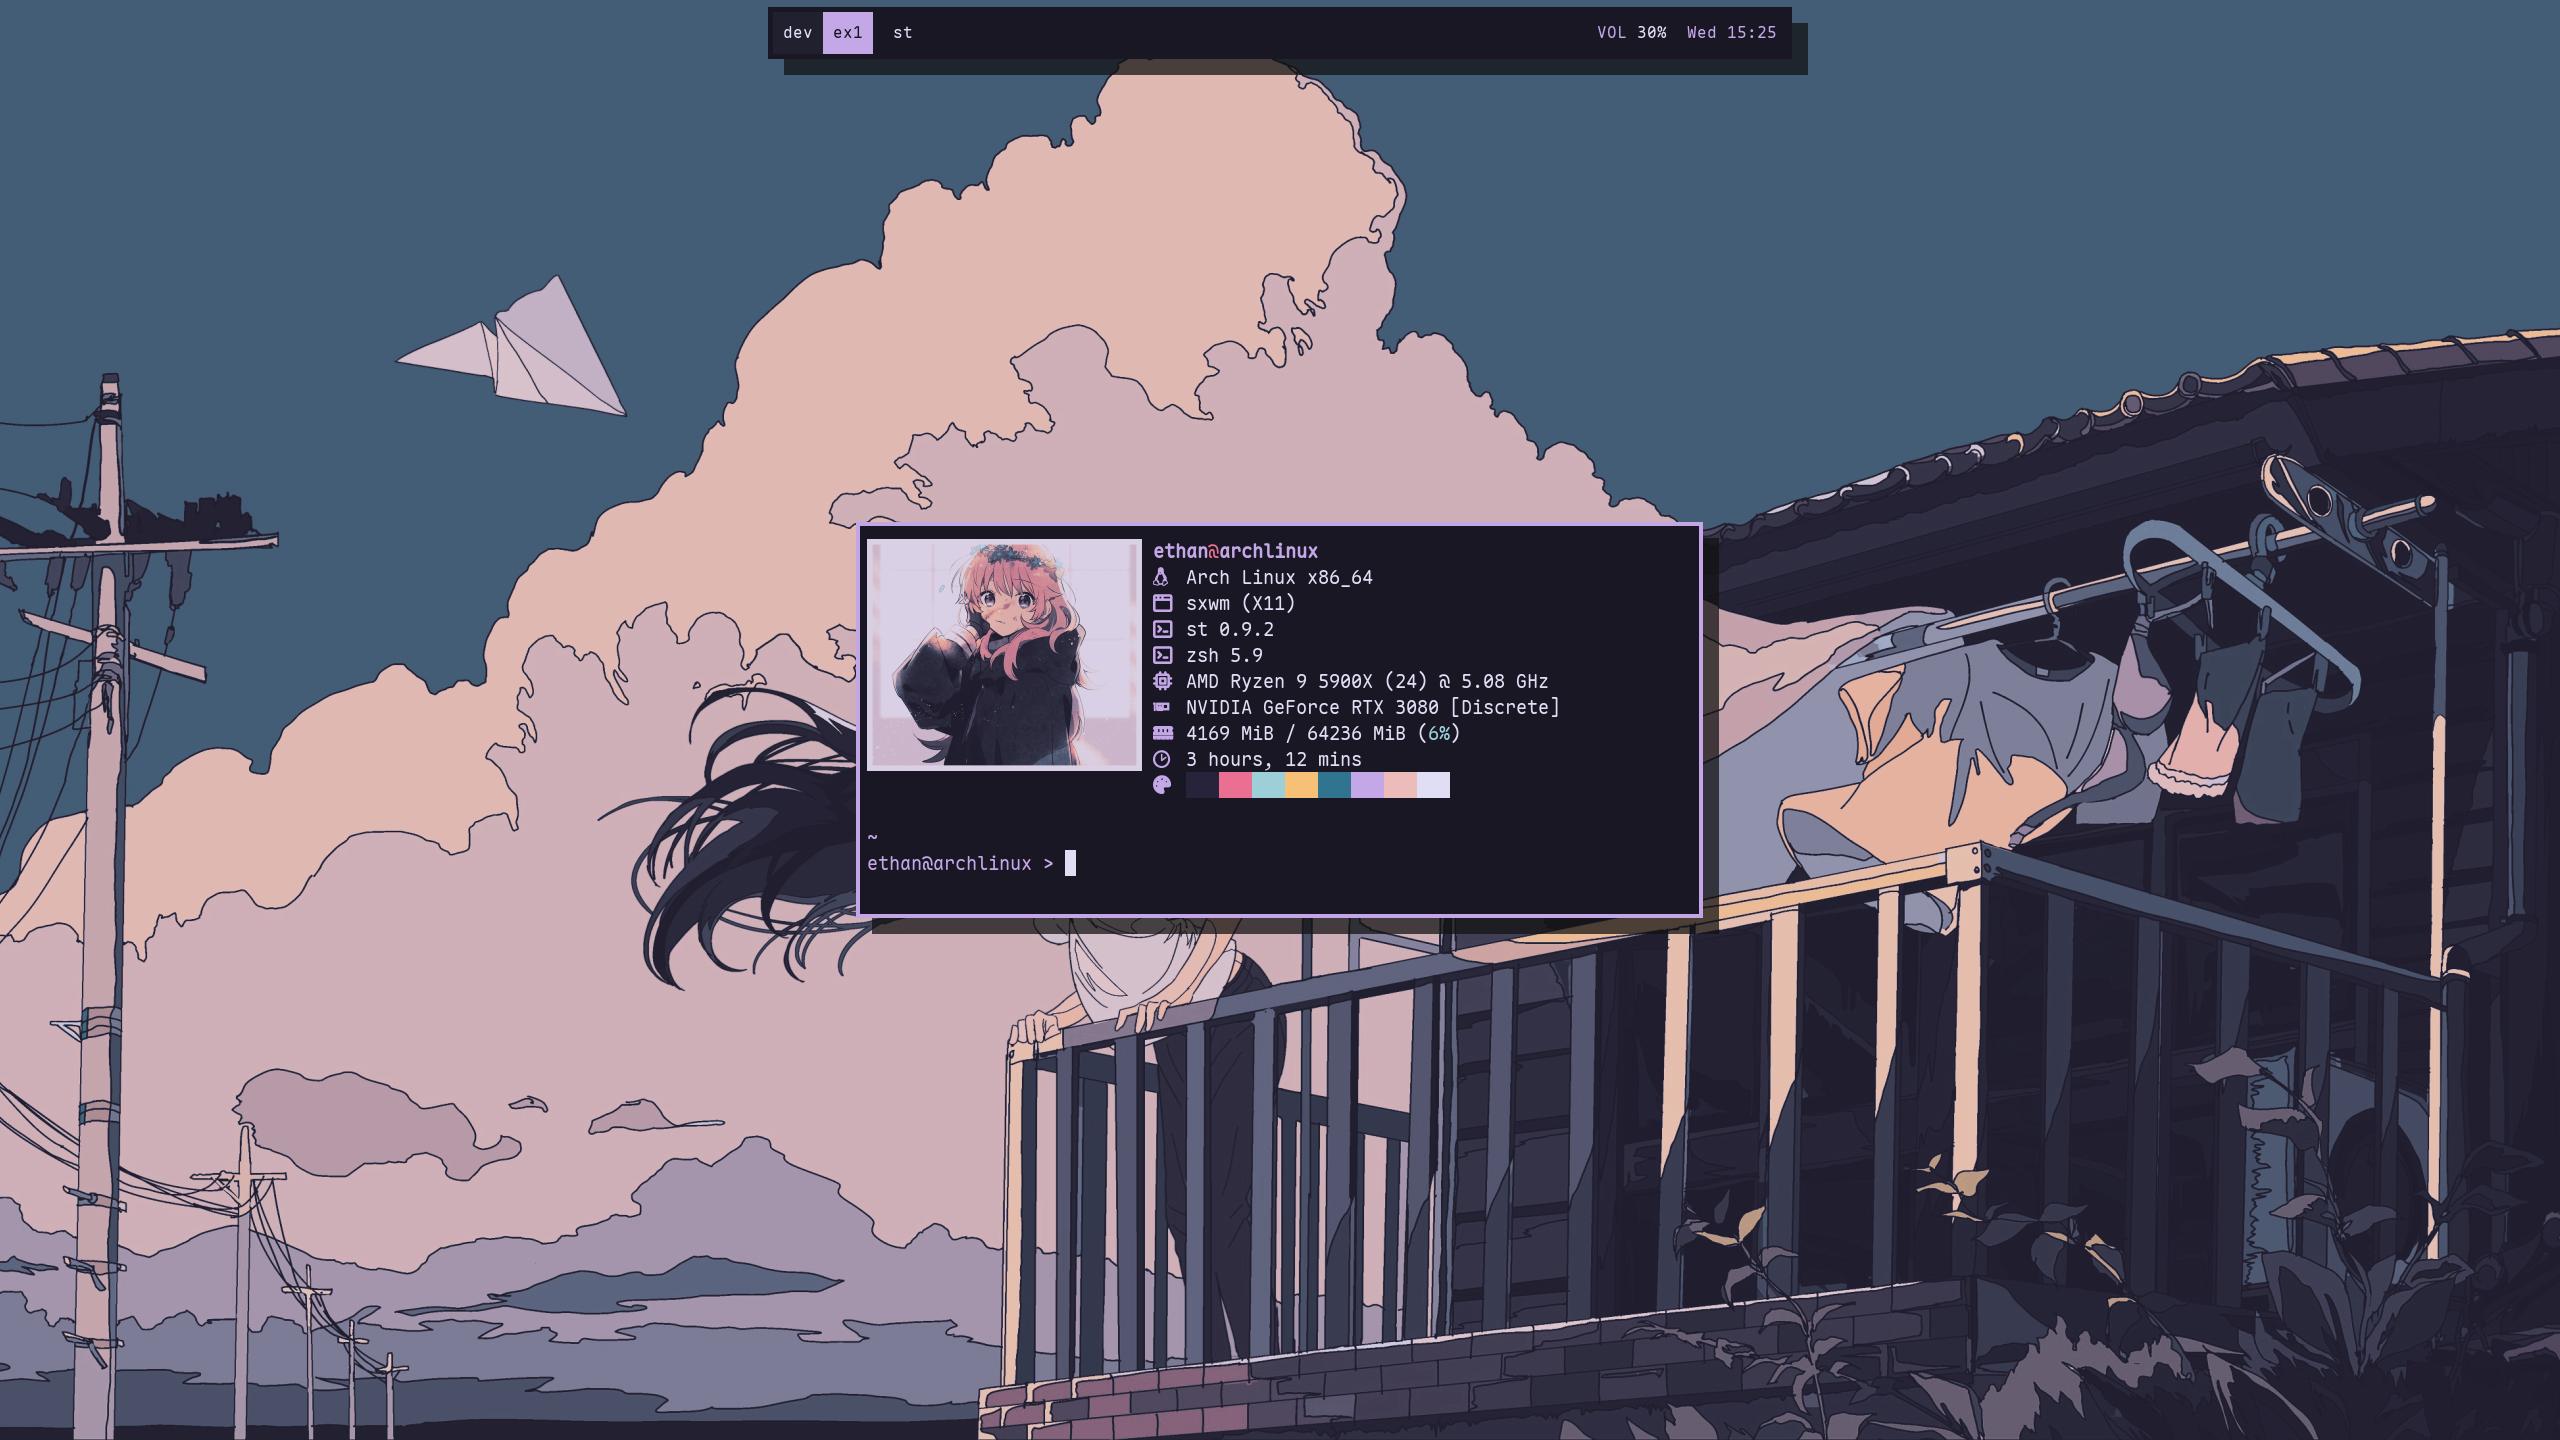 dev ex1 st VOL 30% Wed 15:25
ethan@archlinux
Arch Linux x86_64
sxwm (X11)
st 0.9.2
zsh 5.9
AMD Ryzen 9 5900X (24) @ 5.08 GHz
NVIDIA GeForce RTX 3080 [Discrete]
4169 MiB / 64236 MiB (6%)
3 hours, 12 mins
~
ethan@archlinux >